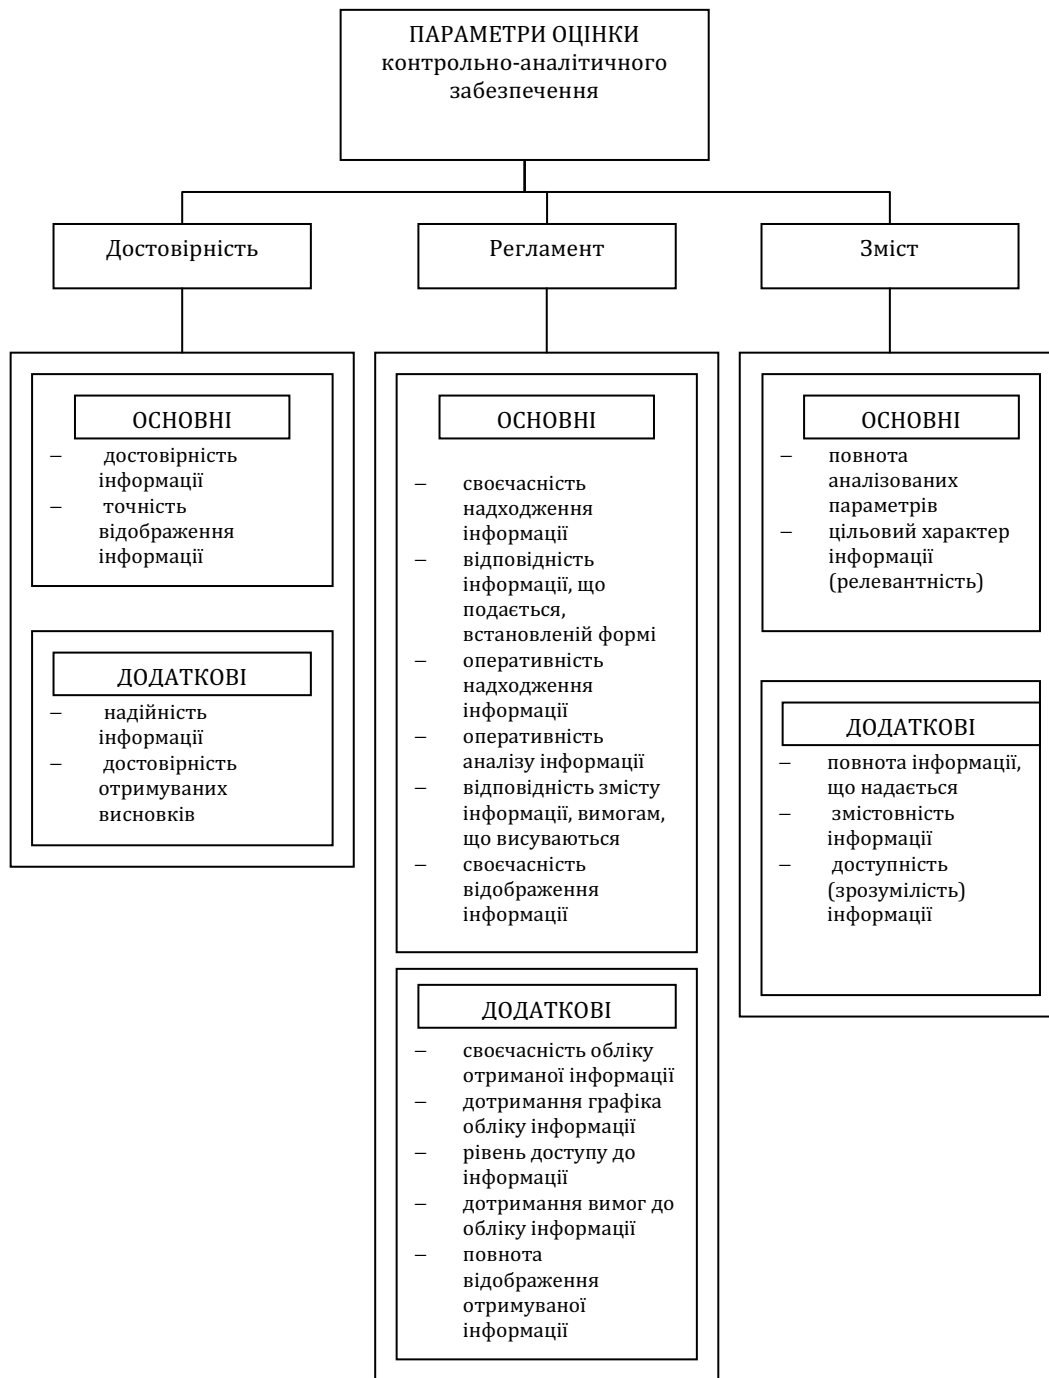 ПАРАМЕТРИ ОЦІНКИ
контрольно-аналітичного
забезпечення
Достовірність
Регламент
Зміст
ОСНОВНІ
– достовірність
інформації
– точність
відображення
інформації
ДОДАТКОВІ
– надійність
інформації
– достовірність
отримуваних
висновків
ОСНОВНІ
– своєчасність
надходження
інформації
– відповідність
інформації, що
подається,
встановленій формі
– оперативність
надходження
інформації
– оперативність
аналізу інформації
– відповідність змісту
інформації, вимогам,
що висуваються
– своєчасність
відображення
інформації
ДОДАТКОВІ
– своєчасність обліку
отриманої інформації
– дотримання графіка
обліку інформації
– рівень доступу до
інформації
– дотримання вимог до
обліку інформації
– повнота
відображення
отримуваної
інформації
ОСНОВНІ
– повнота
аналізованих
параметрів
– цільовий характер
інформації
(релевантність)
ДОДАТКОВІ
– повнота інформації,
що надається
– змістовність
інформації
– доступність
(зрозумілість)
інформації